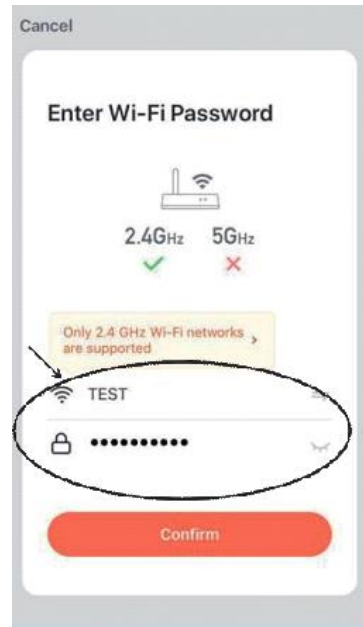 Cancel
Enter Wi-Fi Password
2.4GHz 5GHz
Only 2.4 GHz Wi-Fi networks
are supported
TEST
••••••••••
Confirm